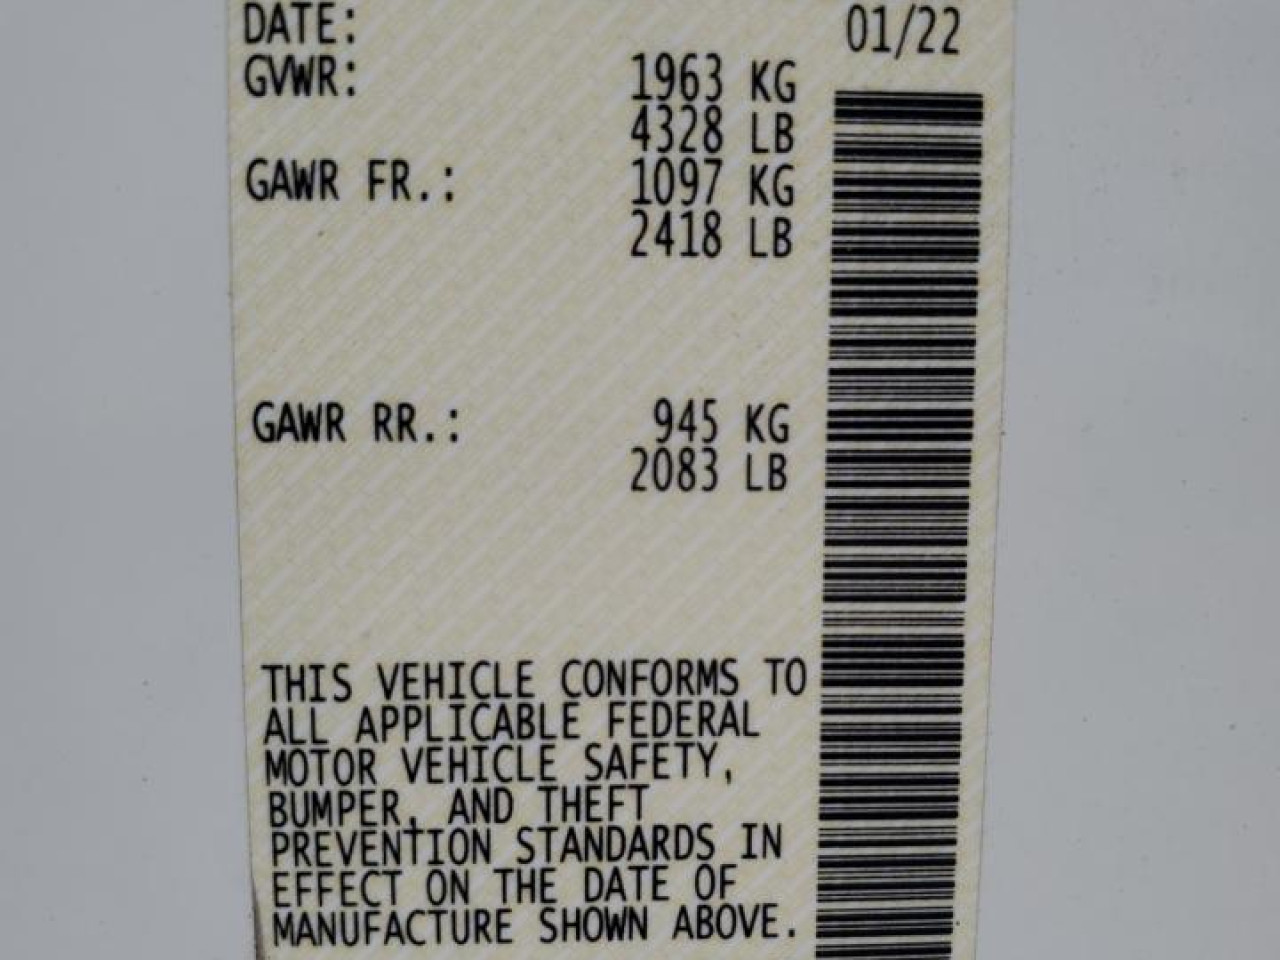 DATE: 01/22
GVWR: 1963 KG
4328 LB
GAWR FR.: 1097 KG
2418 LB
GAWR RR.: 945 KG
2083 LB
THIS VEHICLE CONFORMS TO
ALL APPLICABLE FEDERAL
MOTOR VEHICLE SAFETY,
BUMPER, AND THEFT
PREVENTION STANDARDS IN
EFFECT ON THE DATE OF
MANUFACTURE SHOWN ABOVE.